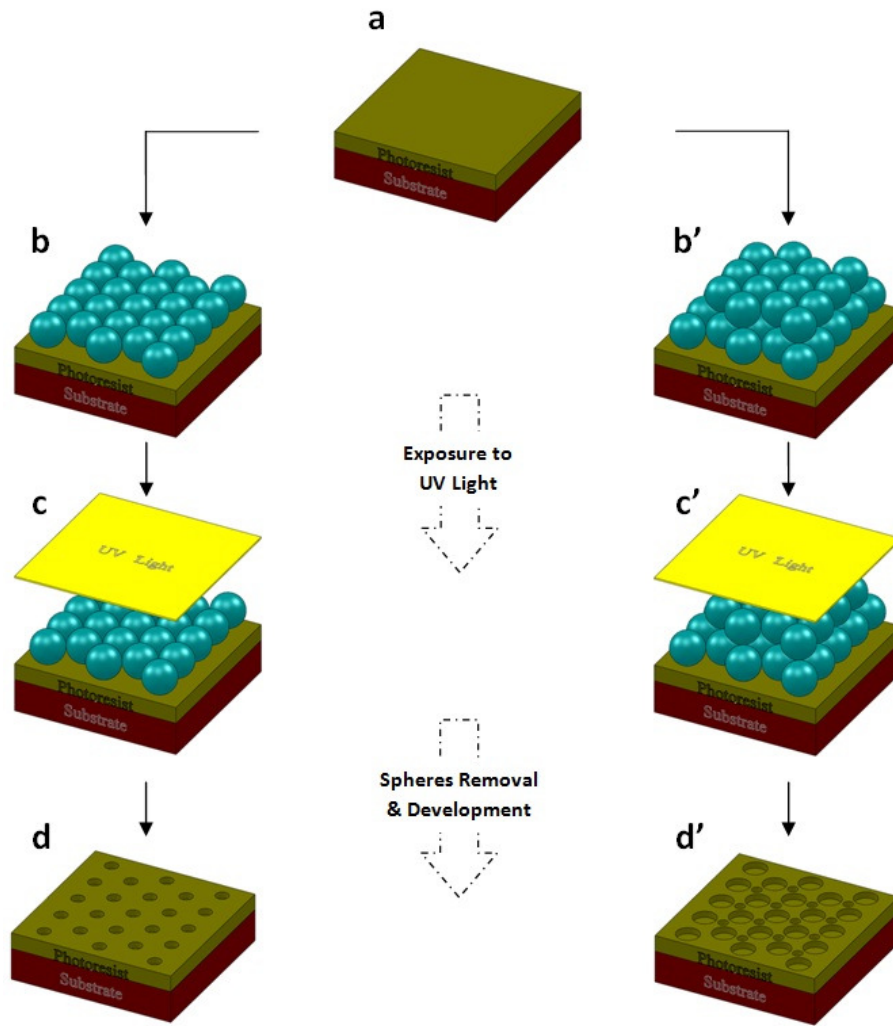 a
Photoresist
Substrate
b
Photoresist
Substrate
b’
Photoresist
Substrate
Exposure to
UV Light
c
UV Light
Photoresist
Substrate
c’
UV Light
Photoresist
Substrate
Spheres Removal
& Development
d
Photoresist
Substrate
d’
Photoresist
Substrate